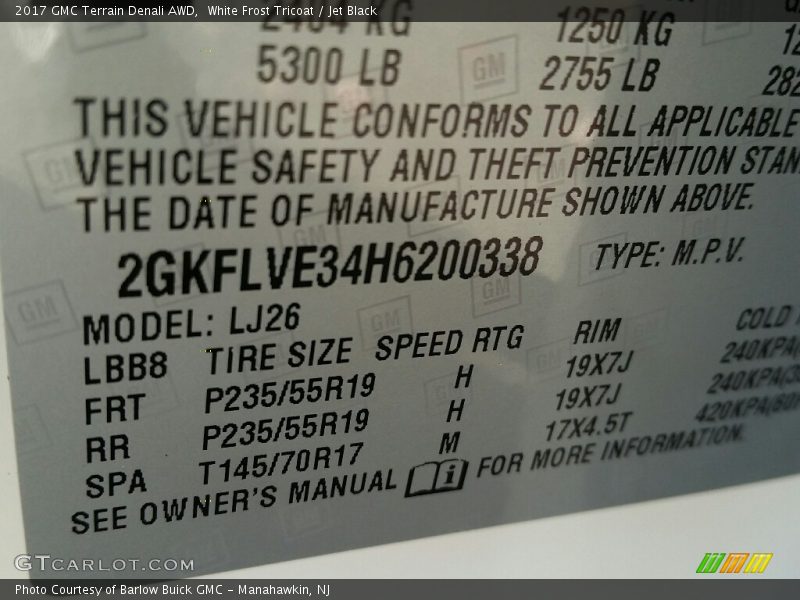 2017 GMC Terrain Denali AWD, White Frost Tricoat / Jet Black
KG 1250 KG
5300 LB 2755 LB
THIS VEHICLE CONFORMS TO ALL APPLICABLE
VEHICLE SAFETY AND THEFT PREVENTION STAN
THE DATE OF MANUFACTURE SHOWN ABOVE.
2GKFLVE34H6200338 TYPE: M.P.V.
MODEL: LJ26
LBB8 TIRE SIZE SPEED RTG RIM COLD
FRT P235/55R19 H 19X7J 240KPA
RR P235/55R19 H 19X7J 240KPA
SPA T145/70R17 M 17X4.5T 420KPA
SEE OWNER'S MANUAL i FOR MORE INFORMATION.
GTCARLOT.COM
Photo Courtesy of Barlow Buick GMC - Manahawkin, NJ